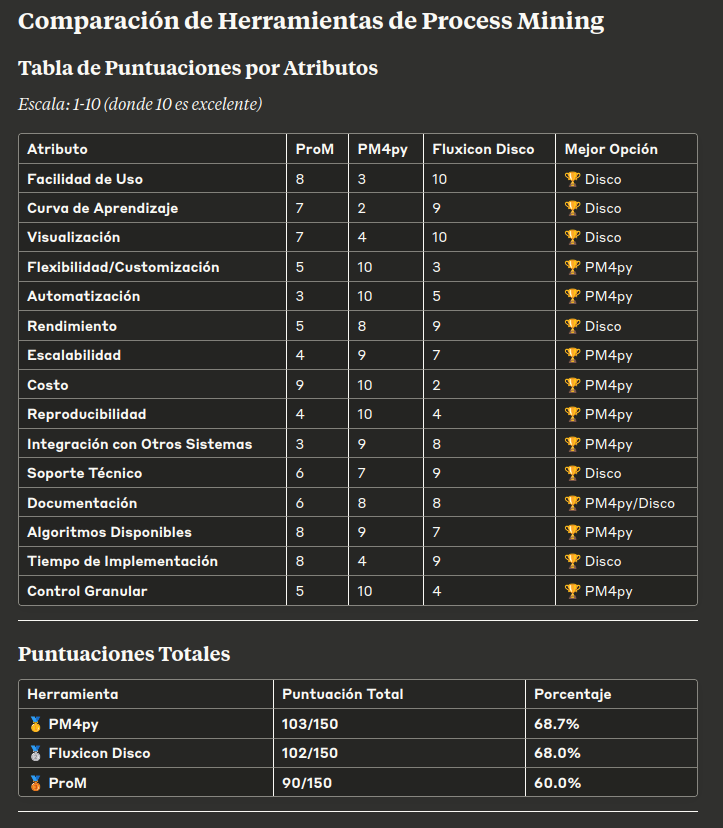 Comparación de Herramientas de Process Mining
Tabla de Puntuaciones por Atributos
Escala: 1-10 (donde 10 es excelente)
Atributo ProM PM4py Fluxicon Disco Mejor Opción
Facilidad de Uso 8 3 10 🏆 Disco
Curva de Aprendizaje 7 2 9 🏆 Disco
Visualización 7 4 10 🏆 Disco
Flexibilidad/Customización 5 10 3 🏆 PM4py
Automatización 3 10 5 🏆 PM4py
Rendimiento 5 8 9 🏆 Disco
Escalabilidad 4 9 7 🏆 PM4py
Costo 9 10 2 🏆 PM4py
Reproducibilidad 4 10 4 🏆 PM4py
Integración con Otros Sistemas 3 9 8 🏆 PM4py
Soporte Técnico 6 7 9 🏆 Disco
Documentación 6 8 8 🏆 PM4py/Disco
Algoritmos Disponibles 8 9 7 🏆 PM4py
Tiempo de Implementación 8 4 9 🏆 Disco
Control Granular 5 10 4 🏆 PM4py
Puntuaciones Totales
Herramienta Puntuación Total Porcentaje
🥇 PM4py 103/150 68.7%
🥈 Fluxicon Disco 102/150 68.0%
🥉 ProM 90/150 60.0%